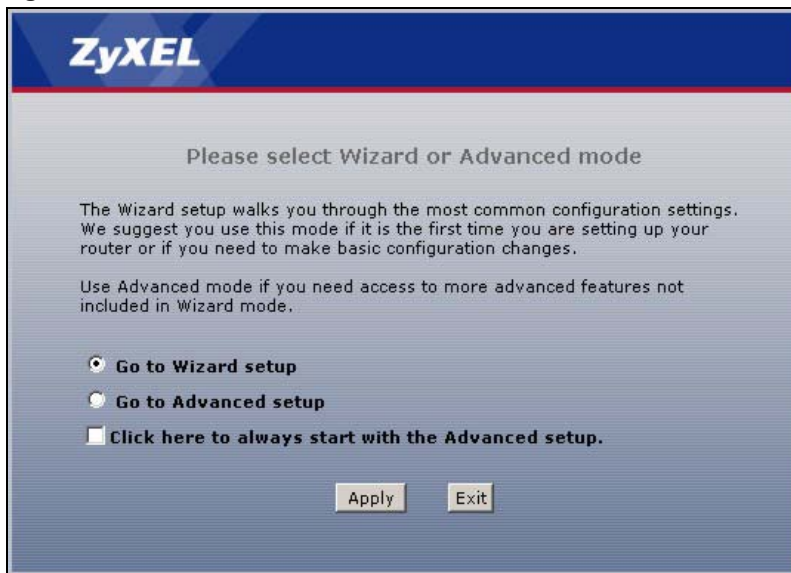 ZyXEL
Please select Wizard or Advanced mode
The Wizard setup walks you through the most common configuration settings.
We suggest you use this mode if it is the first time you are setting up your
router or if you need to make basic configuration changes.
Use Advanced mode if you need access to more advanced features not
included in Wizard mode.
Go to Wizard setup
Go to Advanced setup
Click here to always start with the Advanced setup.
Apply Exit